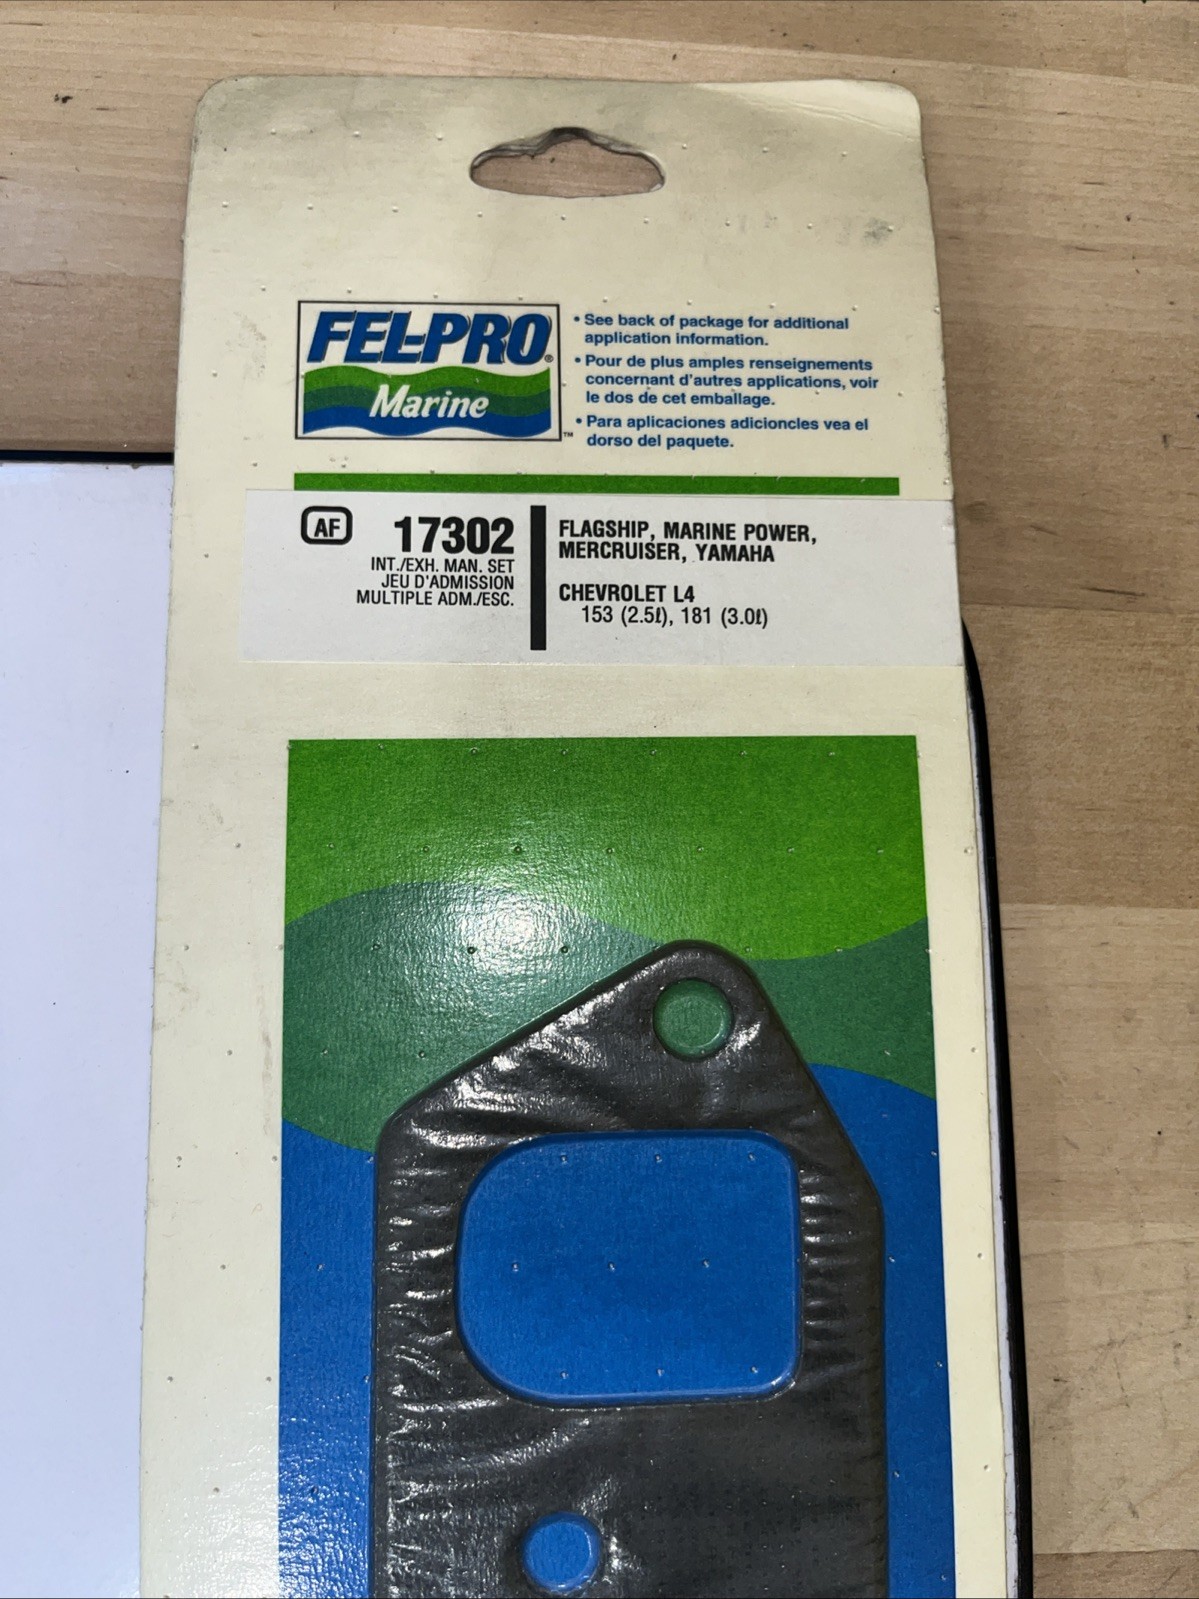 FEL-PRO®
Marine
™
• See back of package for additional
application information.
• Pour de plus amples renseignements
concernant d'autres applications, voir
le dos de cet emballage.
• Para aplicaciones adicioncles vea el
dorso del paquete.
AF
17302
INT./EXH. MAN. SET
JEU D'ADMISSION
MULTIPLE ADM./ESC.
FLAGSHIP, MARINE POWER,
MERCRUISER, YAMAHA
CHEVROLET L4
153 (2.5ℓ), 181 (3.0ℓ)